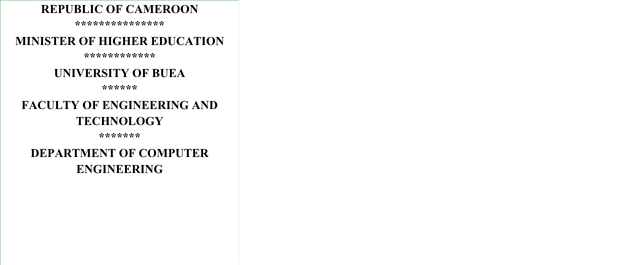 REPUBLIC OF CAMEROON
***************
MINISTER OF HIGHER EDUCATION
************
UNIVERSITY OF BUEA
******
FACULTY OF ENGINEERING AND
TECHNOLOGY
*******
DEPARTMENT OF COMPUTER
ENGINEERING